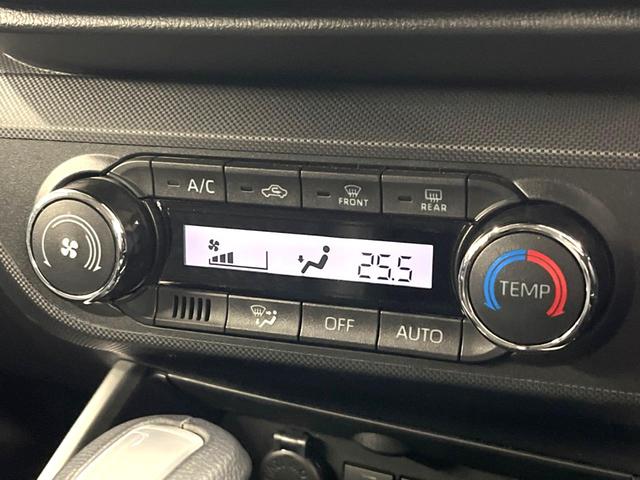 A/C
FRONT
REAR
25.5
TEMP
OFF
AUTO